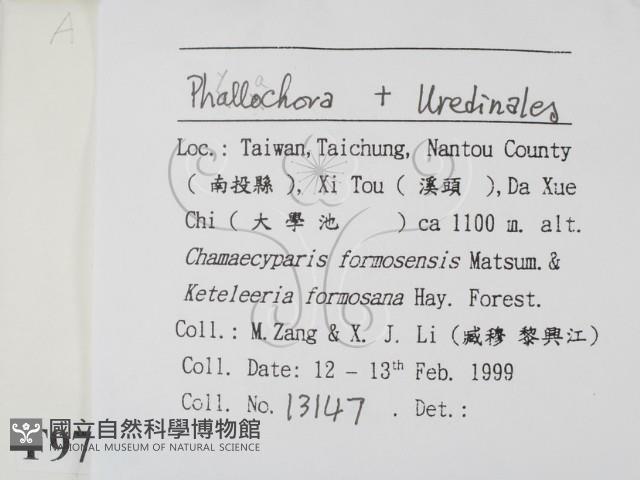 A
Phallochora + Uredinales
Loc.: Taiwan, Taichung, Nantou County
(南投縣), Xi Tou (溪頭), Da Xue
Chi (大學池) ca 1100 m. alt.
Chamaecyparis formosensis Matsum. &
Keteleeria formosana Hay. Forest.
Coll.: M. Zang & X. J. Li (臧穆 黎興江)
Coll. Date: 12 – 13th Feb. 1999
Coll. No. 13147 . Det.:
T97
國立自然科學博物館
NATIONAL MUSEUM OF NATURAL SCIENCE